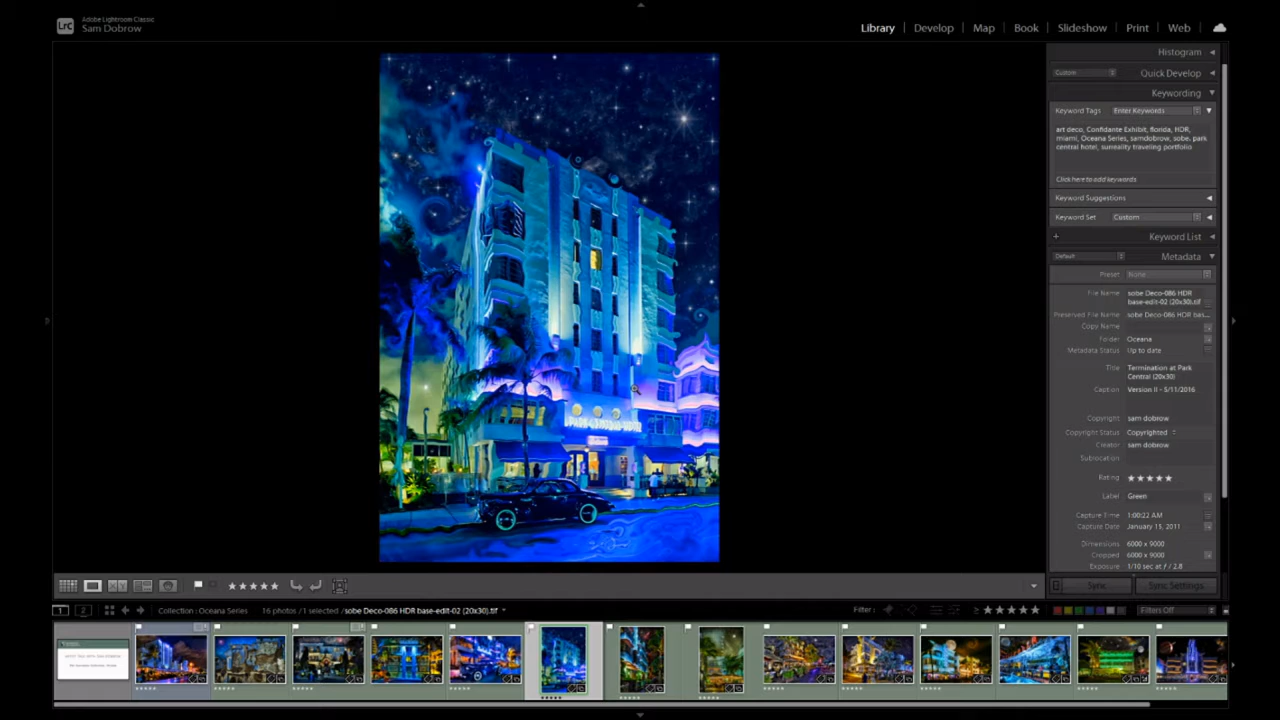 Adobe Lightroom Classic
Sam Dobrow
Library | Develop | Map | Book | Slideshow | Print | Web
Histogram
Custom
Quick Develop
Keywording
Keyword Tags Enter Keywords
art deco, Confidante Exhibit, florida, HDR,
miami, Oceana Series, samdobrow, sobe, park
central hotel, surreality traveling portfolio
Click here to add keywords
Keyword Suggestions
Keyword Set Custom
Keyword List
Default
Metadata
Preset None
File Name sobe Deco-086 HDR
base-edit-02 (20x30).tif
Preserved File Name sobe Deco-086 HDR bas...
Copy Name
Folder Oceana
Metadata Status Up to date
Title Termination at Park
Central (20x30)
Caption Version II - 5/11/2016
Copyright sam dobrow
Copyright Status Copyrighted
Creator sam dobrow
Sublocation
Rating ★★★★★
Label Green
Capture Time 1:00:22 AM
Capture Date January 15, 2011
Dimensions 6000 x 9000
Cropped 6000 x 9000
Exposure 1/10 sec at f / 2.8
PARK CENTRAL HOTEL
Sync
Sync Settings
1 2
Collection : Oceana Series
16 photos / 1 selected / sobe Deco-086 HDR base-edit-02 (20x30).tif
Filter :
Filters Off